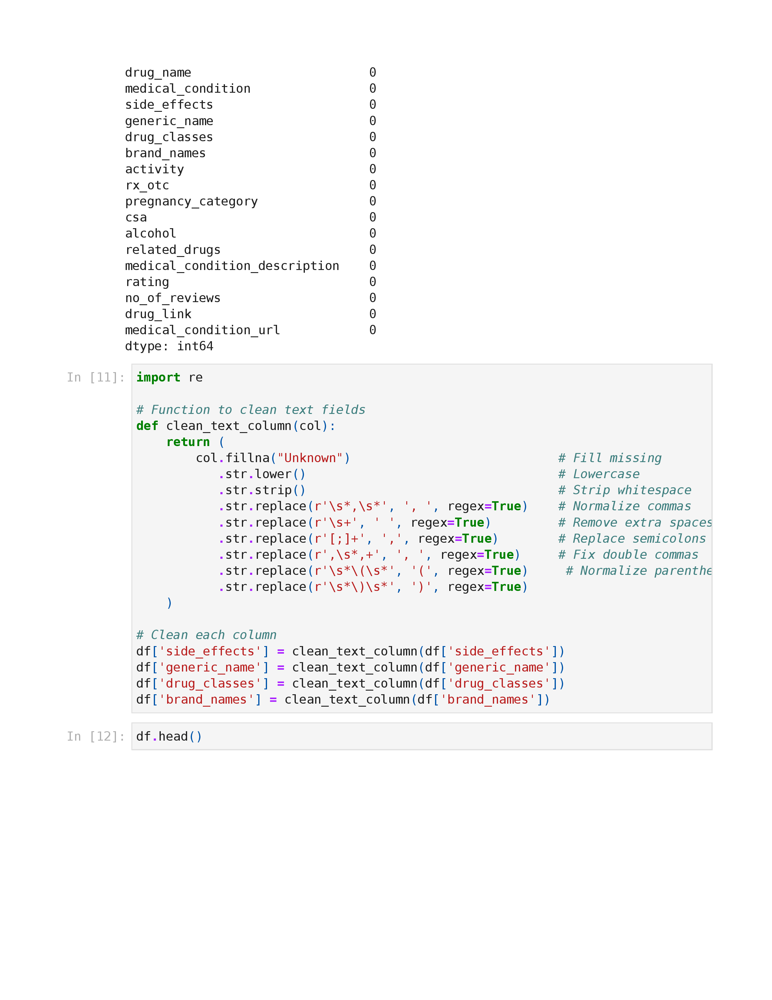 drug_name                        0
medical_condition                0
side_effects                     0
generic_name                     0
drug_classes                     0
brand_names                      0
activity                         0
rx_otc                           0
pregnancy_category               0
csa                              0
alcohol                          0
related_drugs                    0
medical_condition_description    0
rating                           0
no_of_reviews                    0
drug_link                        0
medical_condition_url            0
dtype: int64
In [11]: import re
# Function to clean text fields
def clean_text_column(col):
    return (
        col.fillna("Unknown")                            # Fill missing
           .str.lower()                                  # Lowercase
           .str.strip()                                  # Strip whitespace
           .str.replace(r'\s*,\s*', ', ', regex=True)    # Normalize commas
           .str.replace(r'\s+', ' ', regex=True)         # Remove extra spaces
           .str.replace(r'[;]+', ',', regex=True)        # Replace semicolons
           .str.replace(r',\s*,+', ', ', regex=True)     # Fix double commas
           .str.replace(r'\s*\(\s*', '(', regex=True)     # Normalize parenthe
           .str.replace(r'\s*\)\s*', ')', regex=True)
    )
# Clean each column
df['side_effects'] = clean_text_column(df['side_effects'])
df['generic_name'] = clean_text_column(df['generic_name'])
df['drug_classes'] = clean_text_column(df['drug_classes'])
df['brand_names'] = clean_text_column(df['brand_names'])
In [12]: df.head()